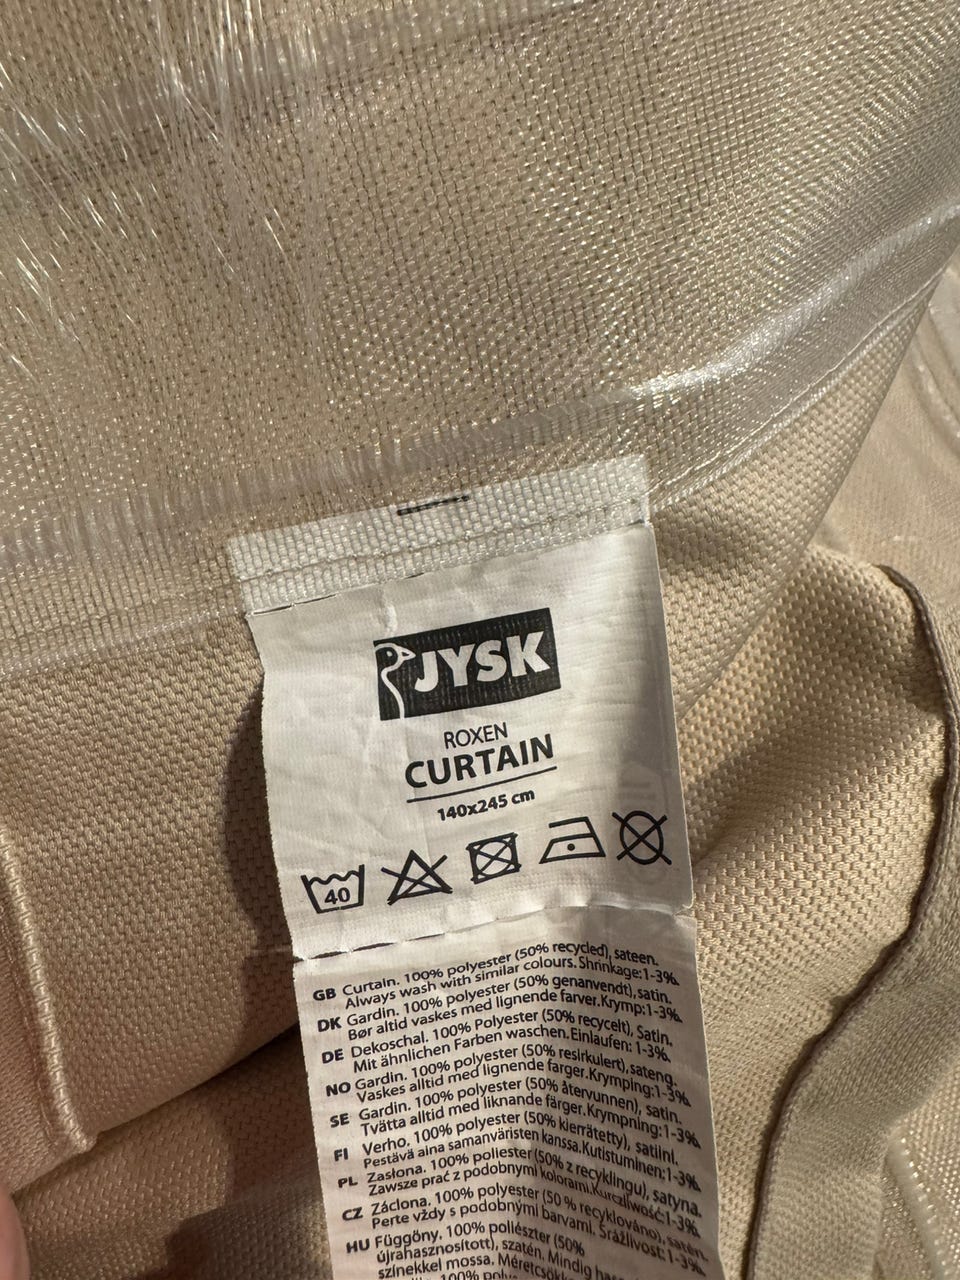 JYSK
ROXEN
CURTAIN
140x245 cm
40
GB Curtain. 100% polyester (50% recycled), sateen.
Always wash with similar colours. Shrinkage:1-3%.
DK Gardin. 100% polyester (50% genanvendt), satin.
Bør altid vaskes med lignende farver.Krymp:1-3%.
DE Dekoschal. 100% Polyester (50% recycelt), Satin.
Mit ähnlichen Farben waschen. Einlaufen: 1-3%.
NO Gardin. 100% polyester (50% resirkulert), sateng.
Vaskes alltid med lignende farger.Krymping:1-3%.
SE Gardin. 100% polyester (50% återvunnen), satin.
Tvätta alltid med liknande färger. Krympning:1-3%.
FI Verho. 100% polyester (50% kierrätetty), satiini.
Pestävä aina samanväristen kanssa.Kutistuminen:1-3%.
PL Zasłona. 100% polyester (50% z recyklingu), satyna.
Zawsze prać z podobnymi kolorami.Kurczliwość:1-3%.
CZ Záclona. 100% polyester (50 % recyklováno), satén.
Perte vždy s podobnými barvami. Srážlivost: 1-3%.
HU Függöny. 100% poliészter (50%
újrahasznosított), szatén. Mindig
színekkel mossa.
100%